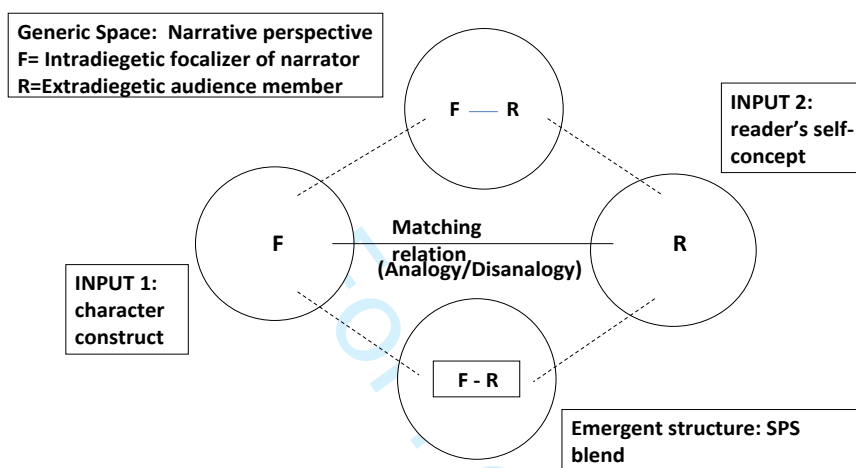 Generic Space: Narrative perspective
F= Intradiegetic focalizer of narrator
R=Extradiegetic audience member
F — R
INPUT 2:
reader's self-
concept
F
Matching
relation
(Analogy/Disanalogy)
R
INPUT 1:
character
construct
F - R
Emergent structure: SPS
blend